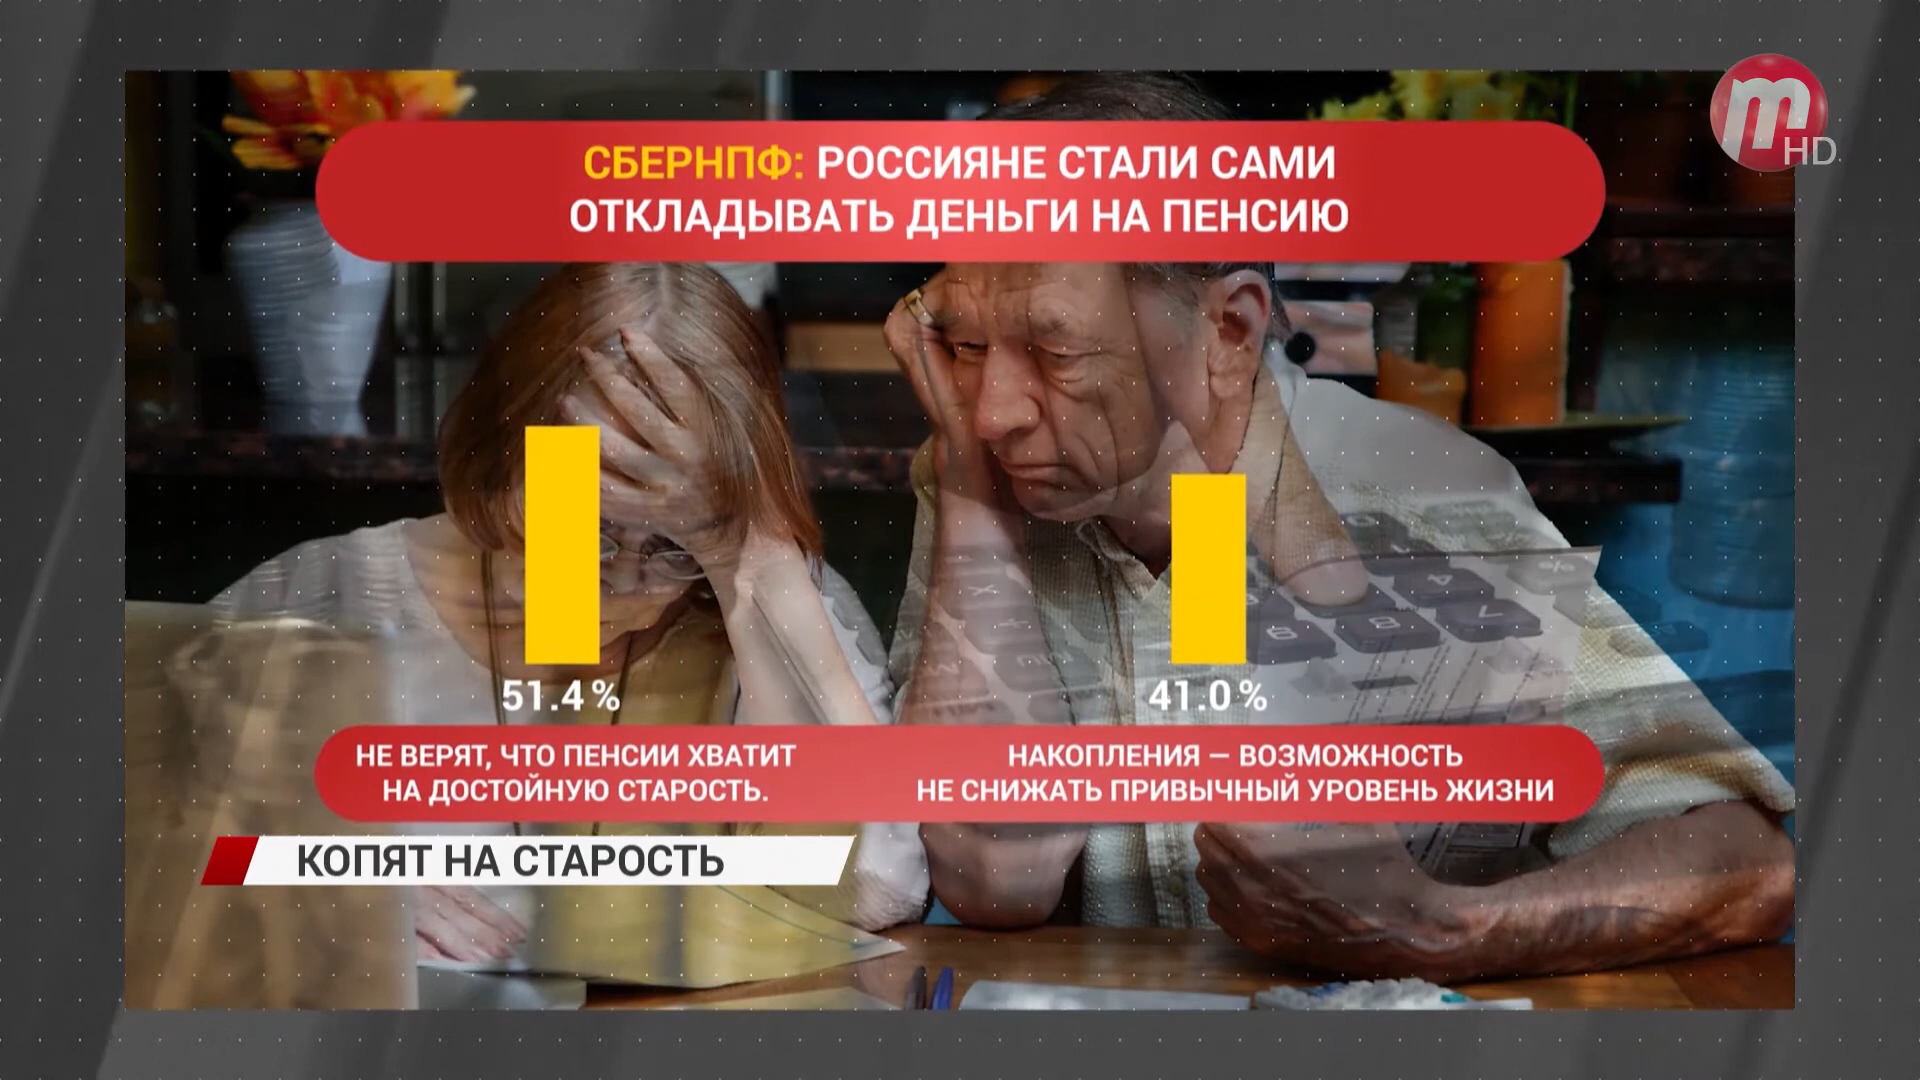 m HD
СБЕРНПФ: РОССИЯНЕ СТАЛИ САМИ
ОТКЛАДЫВАТЬ ДЕНЬГИ НА ПЕНСИЮ
51.4%
41.0%
НЕ ВЕРЯТ, ЧТО ПЕНСИИ ХВАТИТ
НА ДОСТОЙНУЮ СТАРОСТЬ.
НАКОПЛЕНИЯ — ВОЗМОЖНОСТЬ
НЕ СНИЖАТЬ ПРИВЫЧНЫЙ УРОВЕНЬ ЖИЗНИ
КОПЯТ НА СТАРОСТЬ